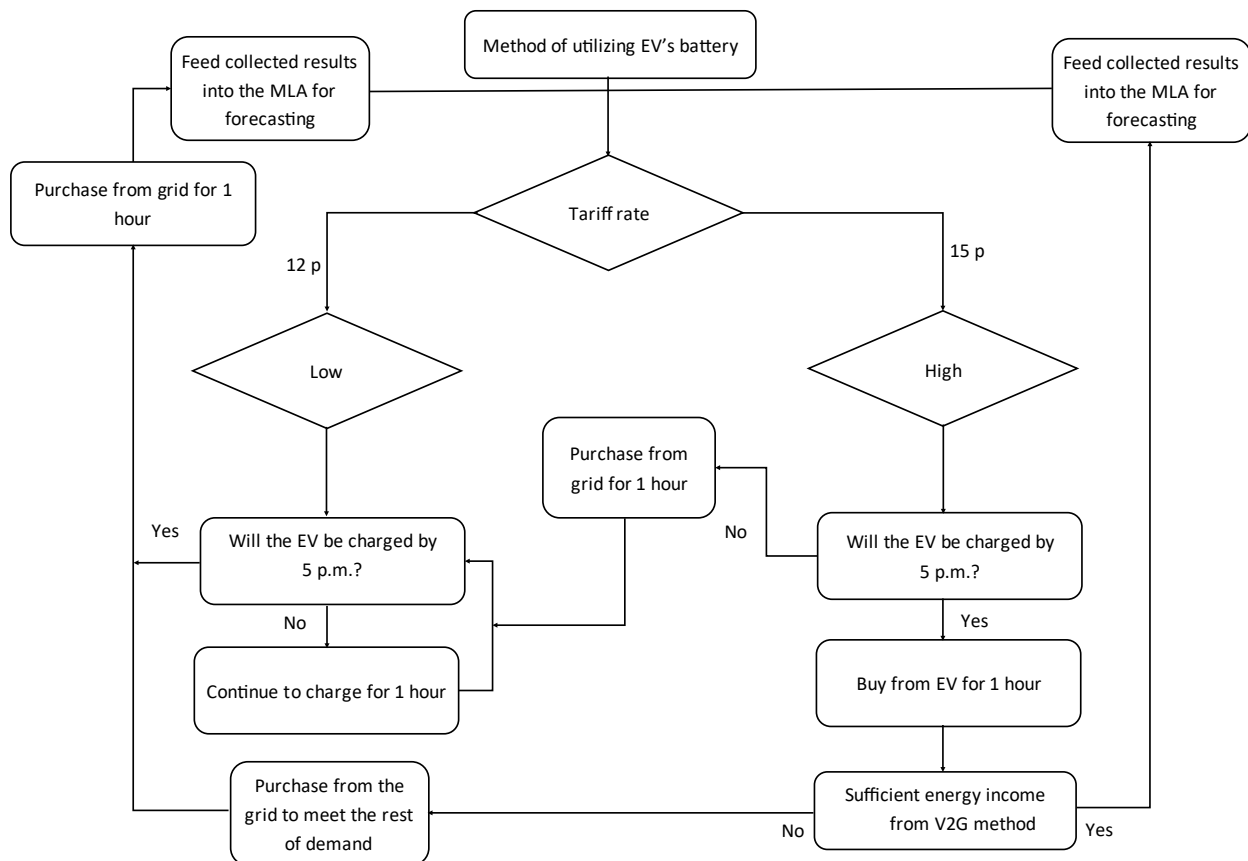 Method of utilizing EV's battery
Feed collected results
into the MLA for
forecasting
Feed collected results
into the MLA for
forecasting
Purchase from grid for 1
hour
Tariff rate
12 p
15 p
Low
High
Purchase from
grid for 1 hour
Yes
Will the EV be charged by
5 p.m.?
No
Will the EV be charged by
5 p.m.?
No
Yes
Continue to charge for 1 hour
Buy from EV for 1 hour
Purchase from the
grid to meet the rest
of demand
No
Sufficient energy income
from V2G method
Yes